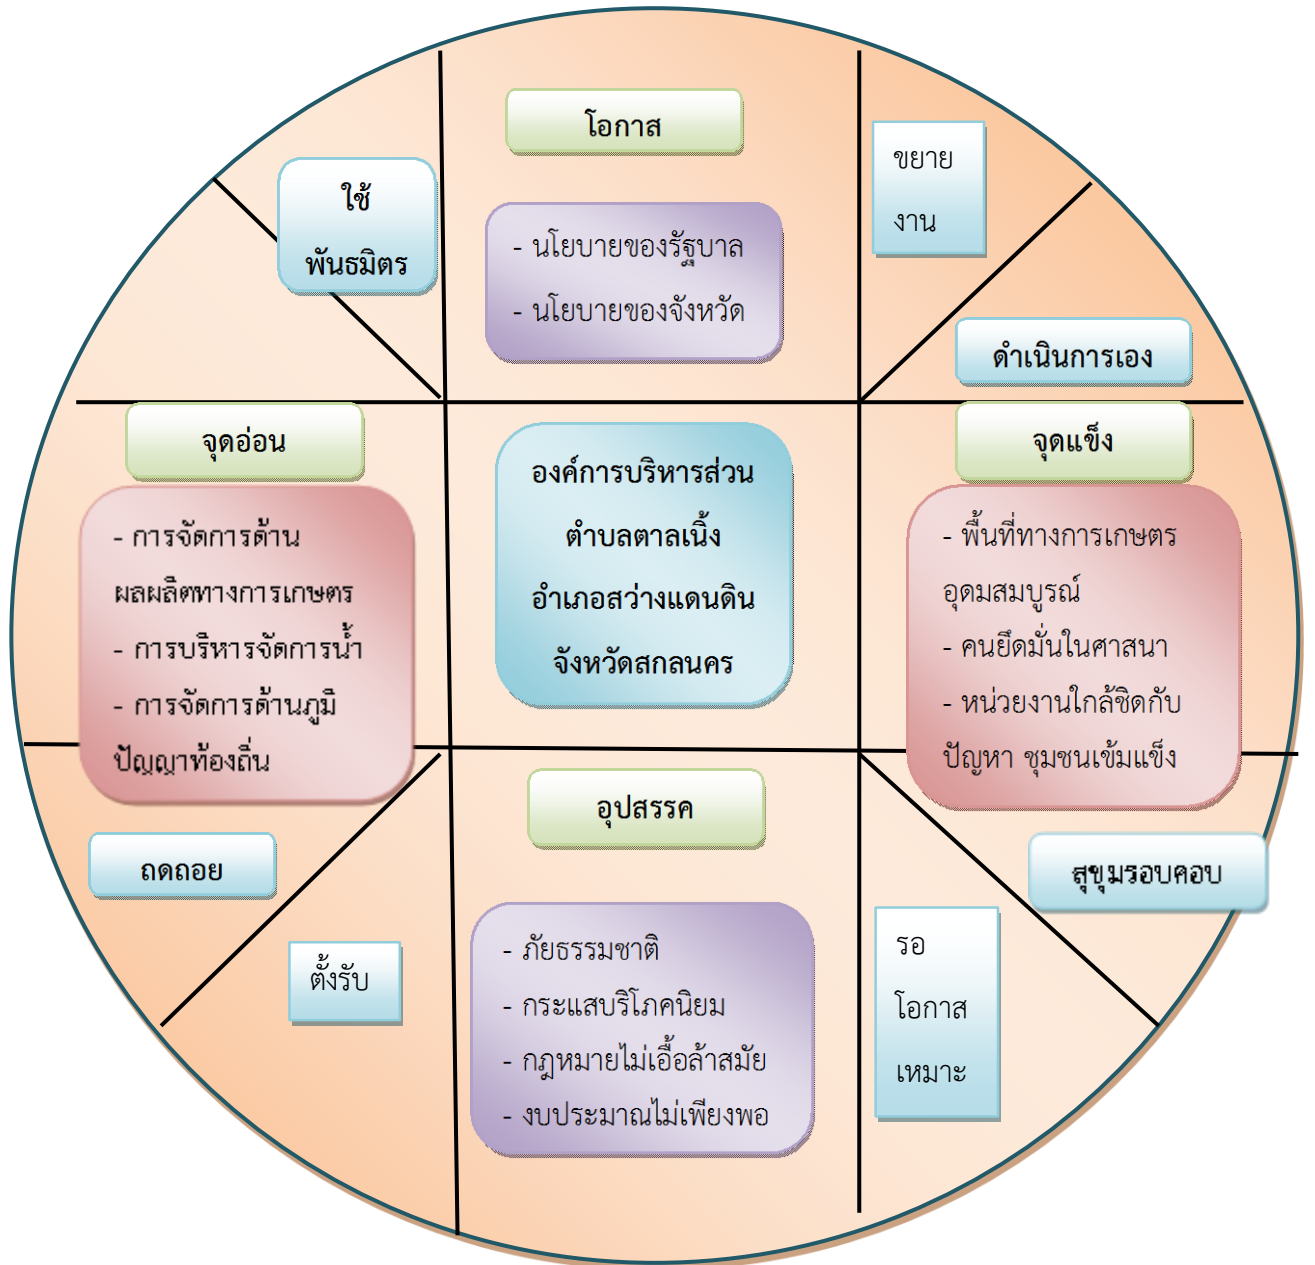 โอกาส
ใช้
พันธมิตร
- นโยบายของรัฐบาล
- นโยบายของจังหวัด
ขยาย
งาน
ดำเนินการเอง
จุดอ่อน
- การจัดการด้าน
ผลผลิตทางการเกษตร
- การบริหารจัดการน้ำ
- การจัดการด้านภูมิ
ปัญญาท้องถิ่น
องค์การบริหารส่วน
ตำบลตาลเนิ้ง
อำเภอสว่างแดนดิน
จังหวัดสกลนคร
จุดแข็ง
- พื้นที่ทางการเกษตร
อุดมสมบูรณ์
- คนยึดมั่นในศาสนา
- หน่วยงานใกล้ชิดกับ
ปัญหา ชุมชนเข้มแข็ง
ถดถอย
ตั้งรับ
อุปสรรค
- ภัยธรรมชาติ
- กระแสบริโภคนิยม
- กฎหมายไม่เอื้อล้าสมัย
- งบประมาณไม่เพียงพอ
สุขุมรอบคอบ
รอ
โอกาส
เหมาะ